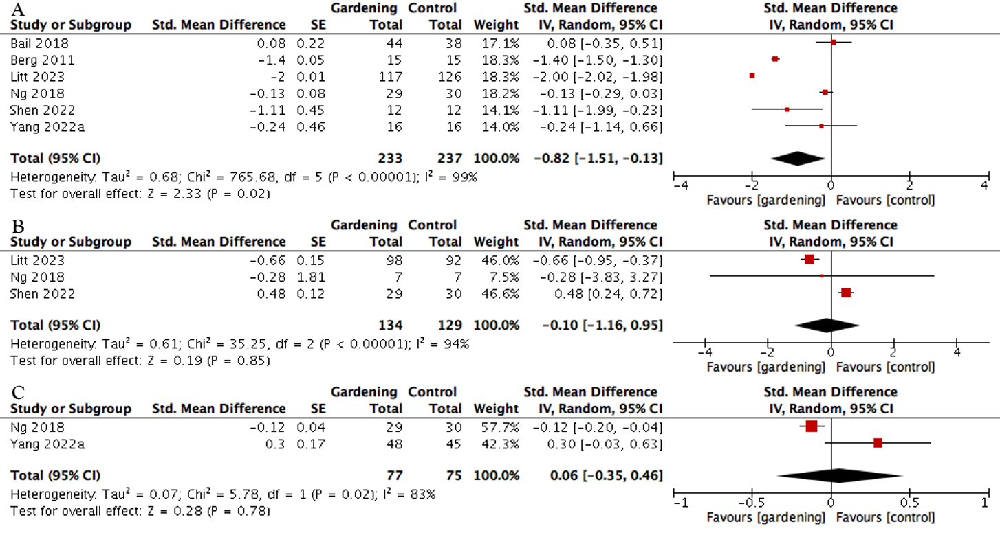 A
Gardening Control Std. Mean Difference Std. Mean Difference
Study or Subgroup Std. Mean Difference SE Total Total Weight IV, Random, 95% CI IV, Random, 95% CI
Bail 2018 0.08 0.22 44 38 17.1% 0.08 [−0.35, 0.51]
Berg 2011 −1.4 0.05 15 15 18.3% −1.40 [−1.50, −1.30]
Litt 2023 −2 0.01 117 126 18.3% −2.00 [−2.02, −1.98]
Ng 2018 −0.13 0.08 29 30 18.2% −0.13 [−0.29, 0.03]
Shen 2022 −1.11 0.45 12 12 14.1% −1.11 [−1.99, −0.23]
Yang 2022a −0.24 0.46 16 16 14.0% −0.24 [−1.14, 0.66]
Total (95% CI) 233 237 100.0% −0.82 [−1.51, −0.13]
Heterogeneity: Tau² = 0.68; Chi² = 765.68, df = 5 (P < 0.00001); I² = 99%
Test for overall effect: Z = 2.33 (P = 0.02)
−4 −2 0 2 4
Favours [gardening] Favours [control]
B
Gardening Control Std. Mean Difference Std. Mean Difference
Study or Subgroup Std. Mean Difference SE Total Total Weight IV, Random, 95% CI IV, Random, 95% CI
Litt 2023 −0.66 0.15 98 92 46.0% −0.66 [−0.95, −0.37]
Ng 2018 −0.28 1.81 7 7 7.5% −0.28 [−3.83, 3.27]
Shen 2022 0.48 0.12 29 30 46.6% 0.48 [0.24, 0.72]
Total (95% CI) 134 129 100.0% −0.10 [−1.16, 0.95]
Heterogeneity: Tau² = 0.61; Chi² = 35.25, df = 2 (P < 0.00001); I² = 94%
Test for overall effect: Z = 0.19 (P = 0.85)
−4 −2 0 2 4
Favours [gardening] Favours [control]
C
Gardening Control Std. Mean Difference Std. Mean Difference
Study or Subgroup Std. Mean Difference SE Total Total Weight IV, Random, 95% CI IV, Random, 95% CI
Ng 2018 −0.12 0.04 29 30 57.7% −0.12 [−0.20, −0.04]
Yang 2022a 0.3 0.17 48 45 42.3% 0.30 [−0.03, 0.63]
Total (95% CI) 77 75 100.0% 0.06 [−0.35, 0.46]
Heterogeneity: Tau² = 0.07; Chi² = 5.78, df = 1 (P = 0.02); I² = 83%
Test for overall effect: Z = 0.28 (P = 0.78)
−1 −0.5 0 0.5 1
Favours [gardening] Favours [control]